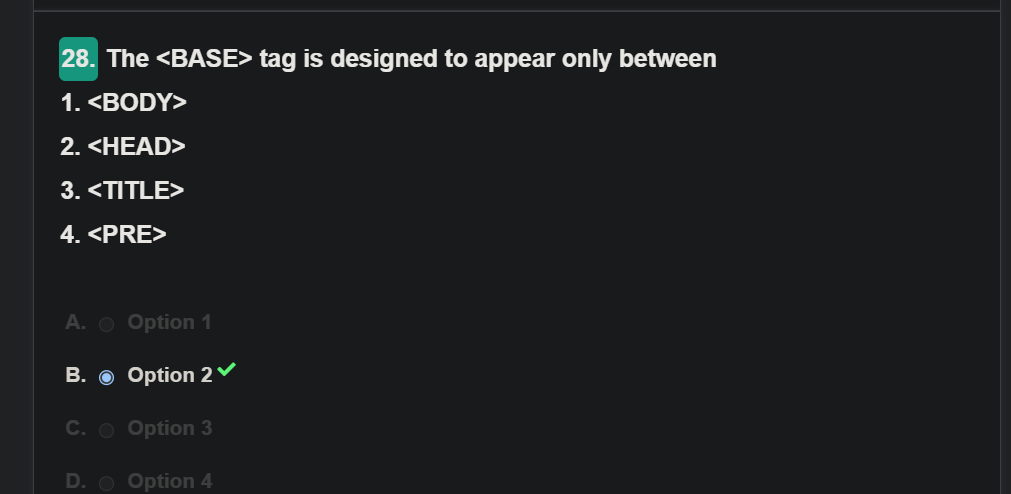 28. The <BASE> tag is designed to appear only between
1. <BODY>
2. <HEAD>
3. <TITLE>
4. <PRE>
A. Option 1
B. Option 2
C. Option 3
D. Option 4